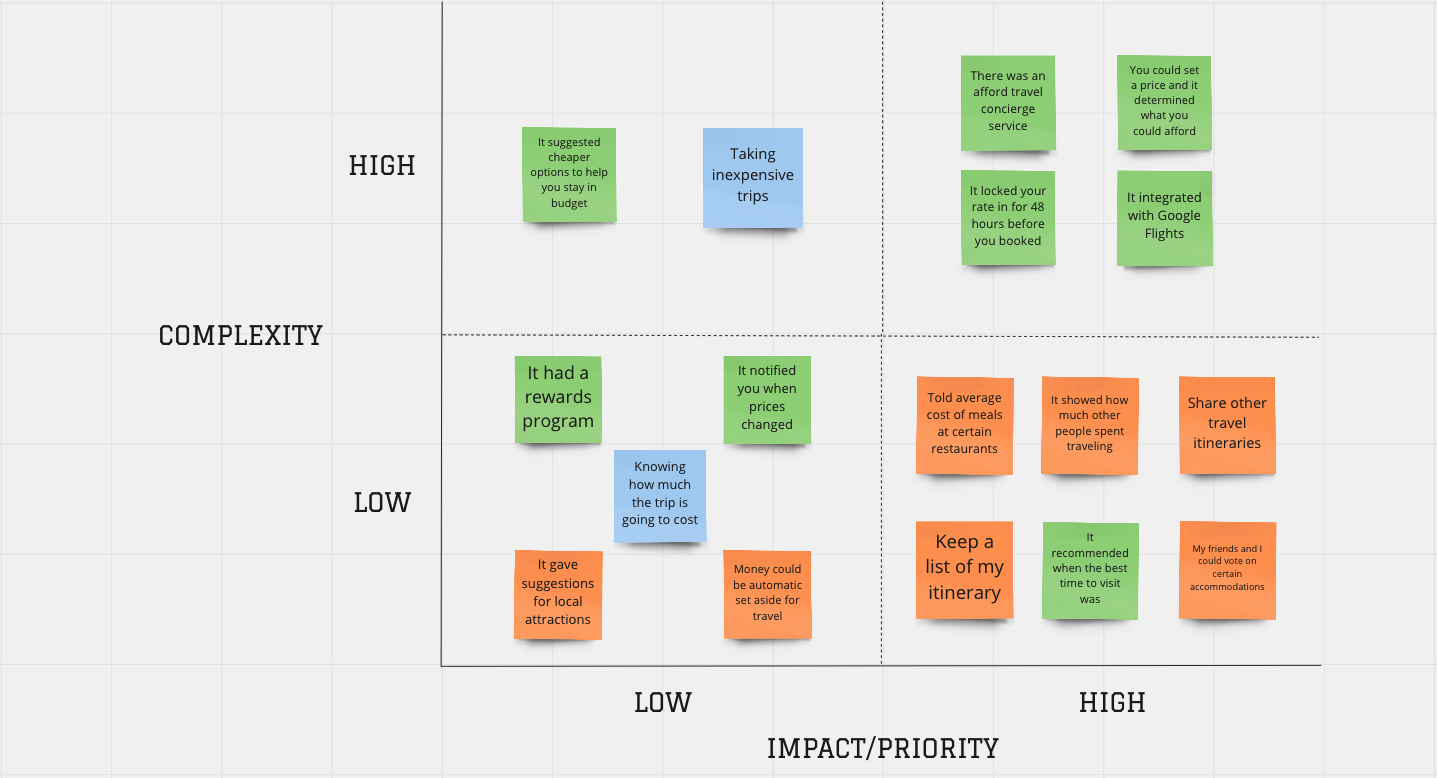 There was an
afford travel
concierge
service
You could set
a price and it
determined
what you
could afford
It suggested
cheaper
options to help
you stay in
budget
Taking
inexpensive
trips
HIGH
It locked your
rate in for 48
hours before
you booked
It integrated
with Google
Flights
COMPLEXITY
It had a
rewards
program
It notified
you when
prices
changed
Told average
cost of meals
at certain
restaurants
It showed how
much other
people spent
traveling
Share other
travel
itineraries
Knowing
how much
the trip is
going to cost
LOW
It gave
suggestions
for local
attractions
Money could
be automatic
set aside for
travel
Keep a
list of my
itinerary
It
recommended
when the best
time to visit
was
My friends and I
could vote on
certain
accommodations
LOW
HIGH
IMPACT/PRIORITY